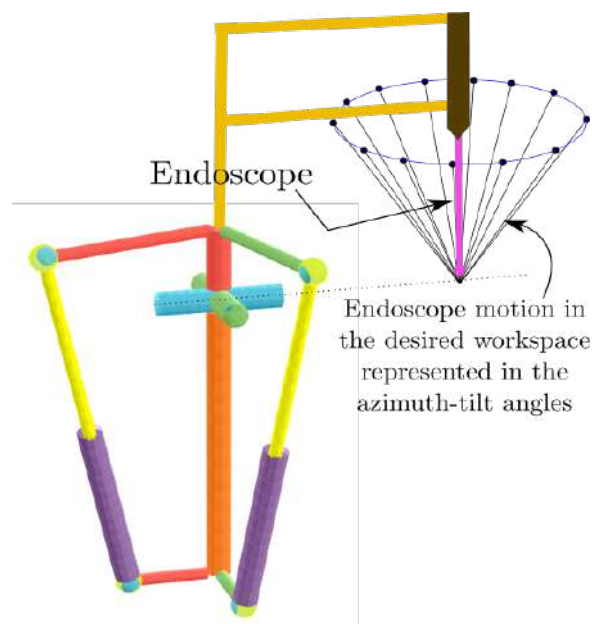 Endoscope
Endoscope motion in
the desired workspace
represented in the
azimuth-tilt angles